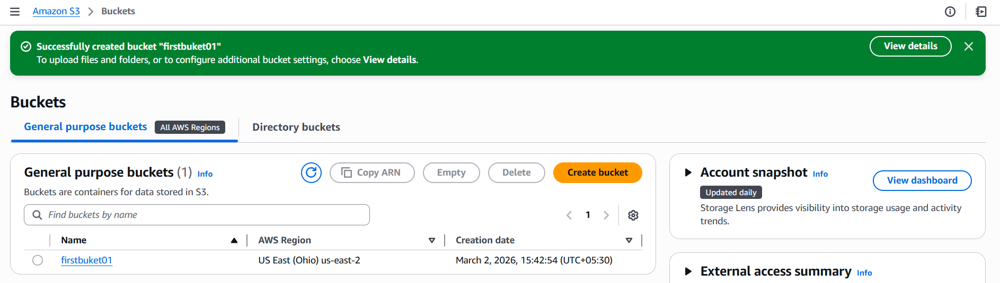 Amazon S3 > Buckets
Successfully created bucket "firstbuket01"
To upload files and folders, or to configure additional bucket settings, choose View details.
View details
Buckets
General purpose buckets All AWS Regions Directory buckets
General purpose buckets (1) Info
Copy ARN Empty Delete Create bucket
Buckets are containers for data stored in S3.
Find buckets by name
1
Name AWS Region Creation date
firstbuket01 US East (Ohio) us-east-2 March 2, 2026, 15:42:54 (UTC+05:30)
Account snapshot Info
View dashboard
Updated daily
Storage Lens provides visibility into storage usage and activity
trends.
External access summary Info